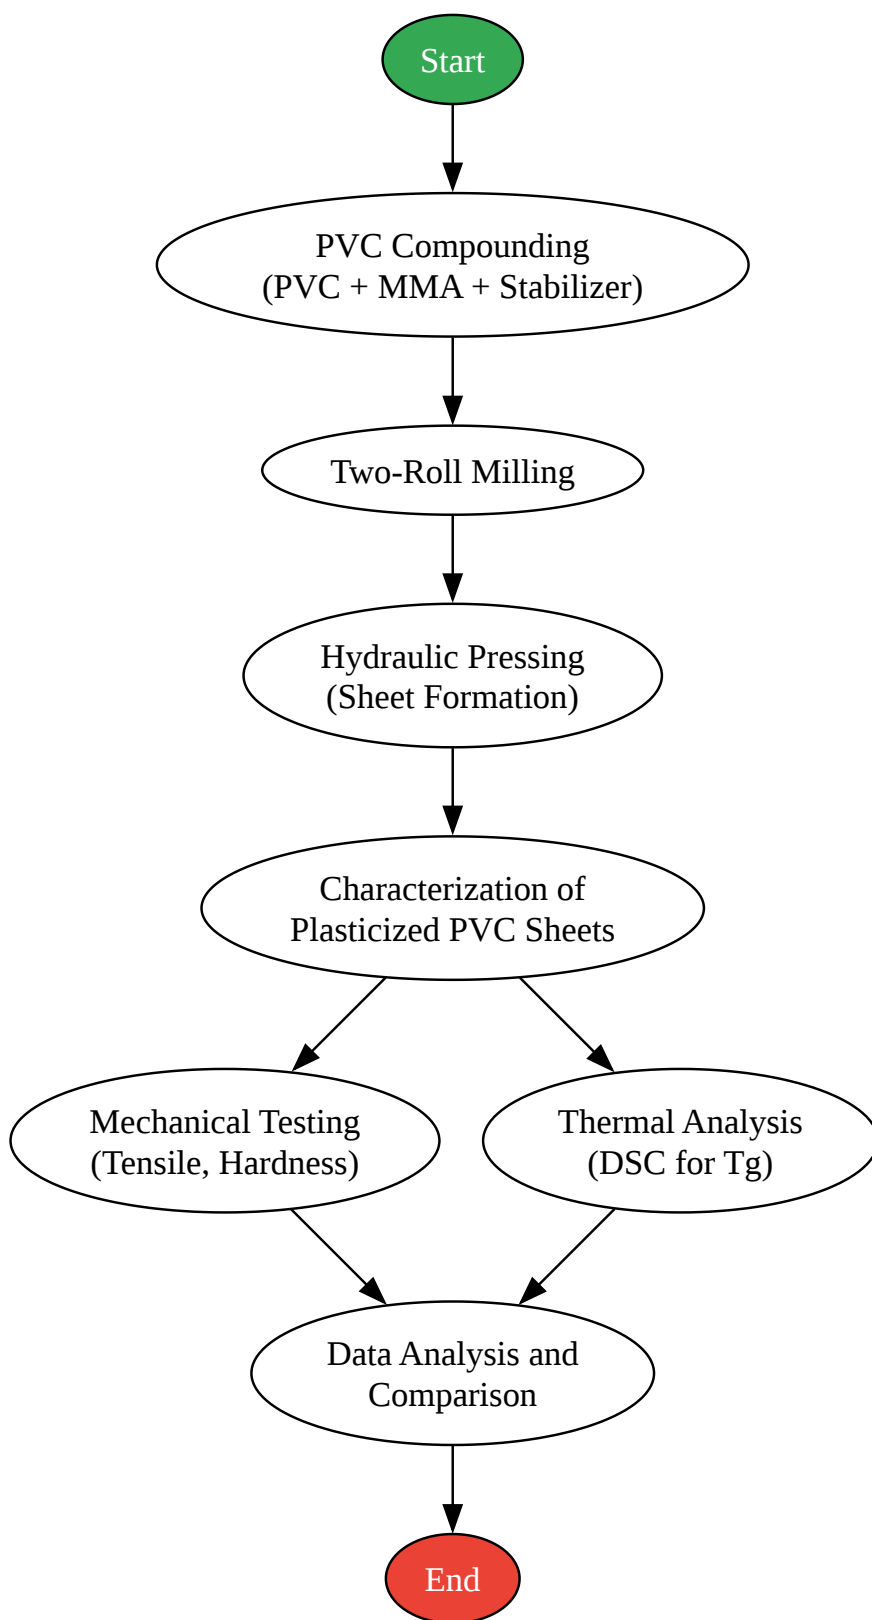 Start
PVC Compounding
(PVC + MMA + Stabilizer)
Two-Roll Milling
Hydraulic Pressing
(Sheet Formation)
Characterization of
Plasticized PVC Sheets
Mechanical Testing
(Tensile, Hardness)
Thermal Analysis
(DSC for Tg)
Data Analysis and
Comparison
End